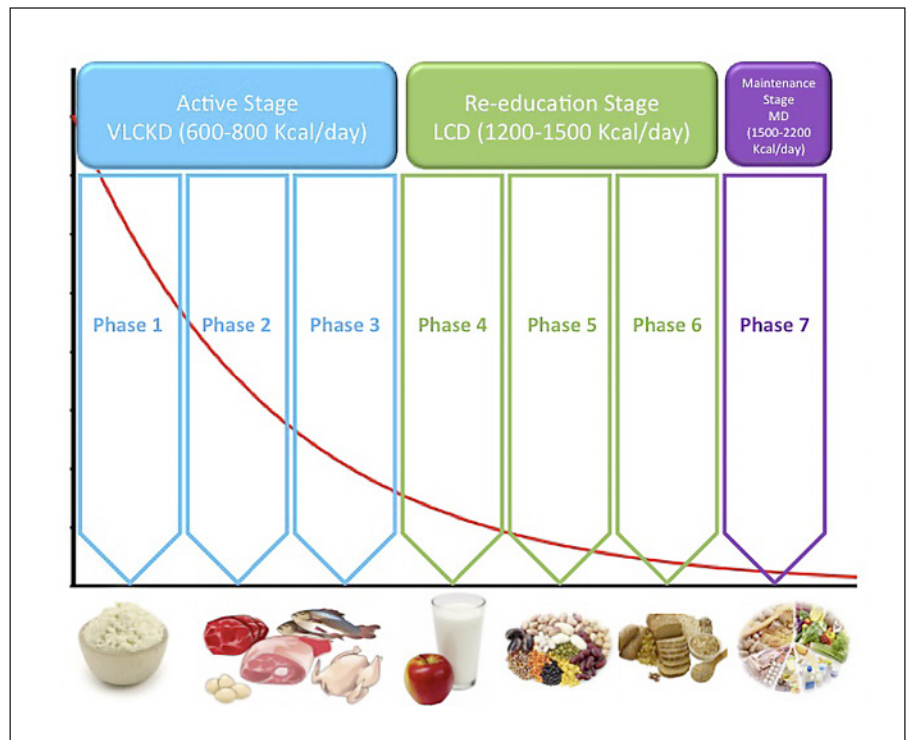 Active Stage
VLCKD (600-800 Kcal/day)
Re-education Stage
LCD (1200-1500 Kcal/day)
Maintenance
Stage
MD
(1500-2200
Kcal/day)
Phase 1
Phase 2
Phase 3
Phase 4
Phase 5
Phase 6
Phase 7